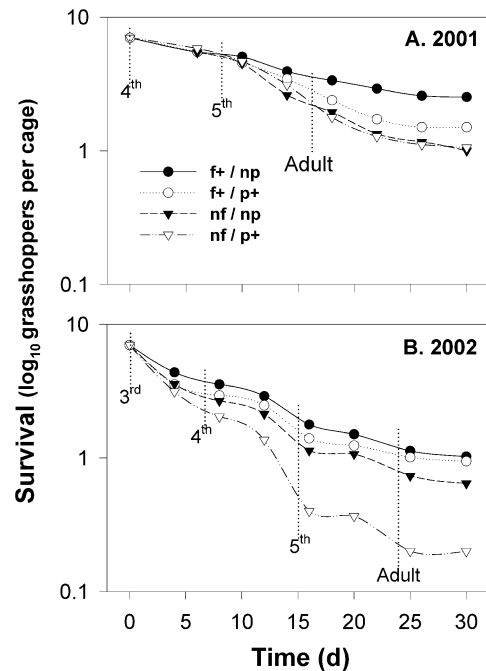 10
A. 2001
4th
5th
1
Adult
f+ / np
f+ / p+
nf / np
nf / p+
0.1
Survival (log10 grasshoppers per cage)
10
B. 2002
3rd
4th
1
5th
Adult
0.1
0 5 10 15 20 25 30
Time (d)